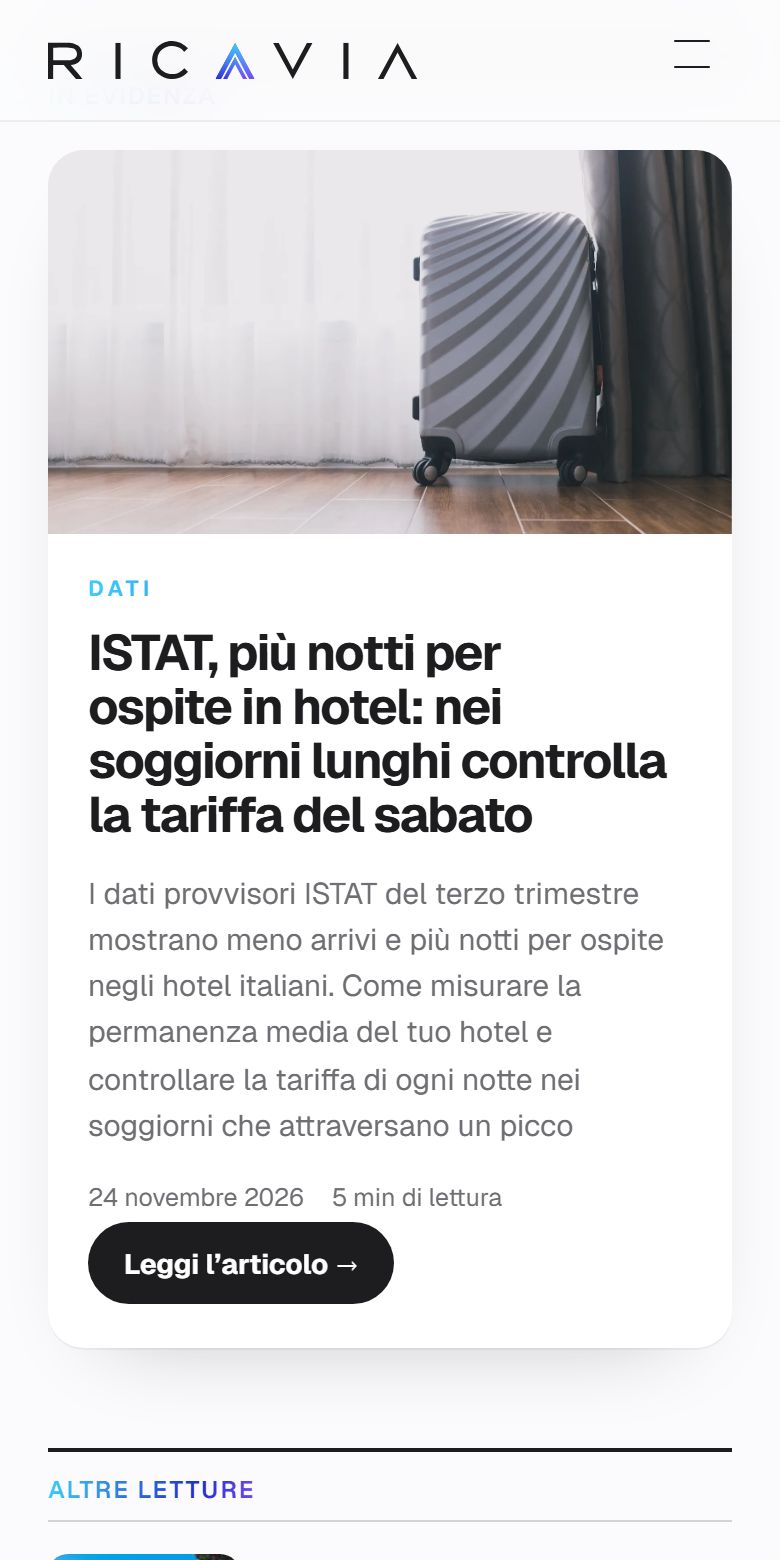 RICAVIA
IN EVIDENZA
DATI
ISTAT, più notti per
ospite in hotel: nei
soggiorni lunghi controlla
la tariffa del sabato
I dati provvisori ISTAT del terzo trimestre
mostrano meno arrivi e più notti per ospite
negli hotel italiani. Come misurare la
permanenza media del tuo hotel e
controllare la tariffa di ogni notte nei
soggiorni che attraversano un picco
24 novembre 2026 5 min di lettura
Leggi l’articolo →
ALTRE LETTURE